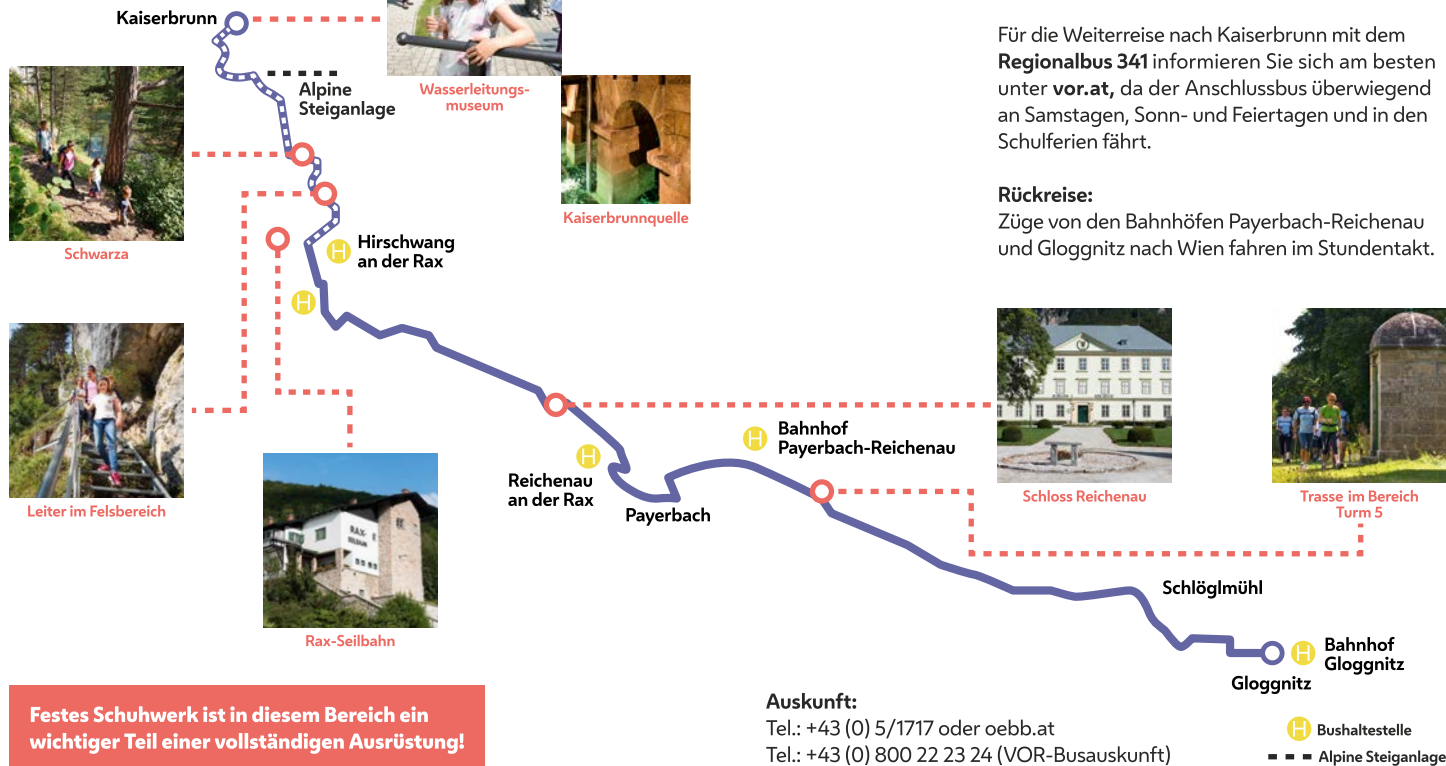 Kaiserbrunn
Alpine
Steiganlage
Wasserleitungs-
museum
Kaiserbrunnquelle
Schwarza
Hirschwang
an der Rax
H
H
Leiter im Felsbereich
RAX-
SEILBAHN
Rax-Seilbahn
Für die Weiterreise nach Kaiserbrunn mit dem
Regionalbus 341 informieren Sie sich am besten
unter vor.at, da der Anschlussbus überwiegend
an Samstagen, Sonn- und Feiertagen und in den
Schulferien fährt.
Rückreise:
Züge von den Bahnhöfen Payerbach-Reichenau
und Gloggnitz nach Wien fahren im Stundentakt.
H
Reichenau
an der Rax
Payerbach
H
Bahnhof
Payerbach-Reichenau
Schloss Reichenau
Trasse im Bereich
Turm 5
Schlöglmühl
H
Bahnhof
Gloggnitz
Gloggnitz
Festes Schuhwerk ist in diesem Bereich ein
wichtiger Teil einer vollständigen Ausrüstung!
Auskunft:
Tel.: +43 (0) 5/1717 oder oebb.at
Tel.: +43 (0) 800 22 23 24 (VOR-Busauskunft)
H Bushaltestelle
Alpine Steiganlage